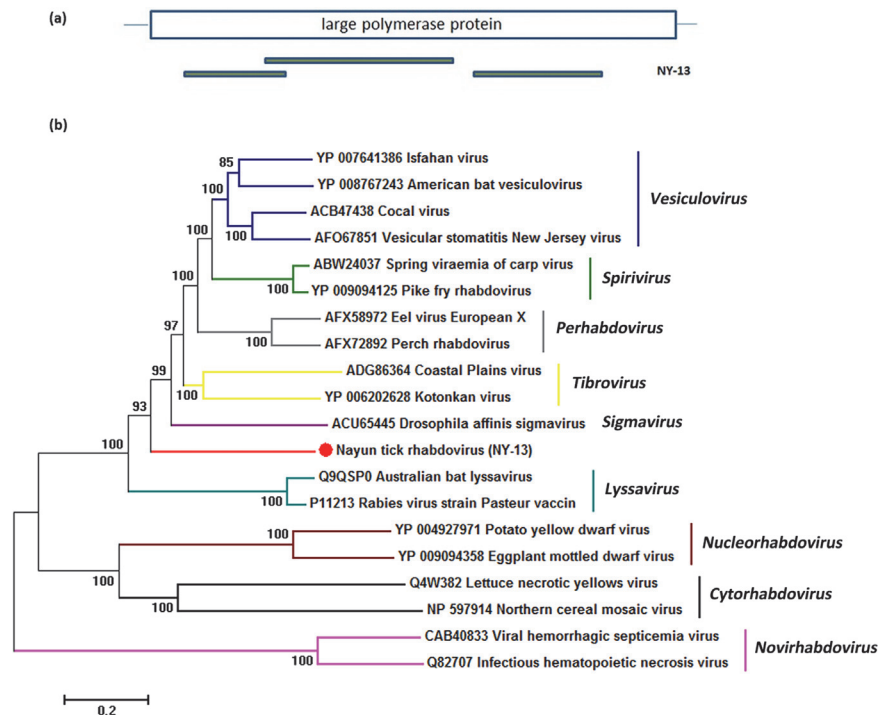 (a)
large polymerase protein
NY-13
(b)
85
YP 007641386 Isfahan virus
YP 008767243 American bat vesiculovirus
100
ACB47438 Cocal virus
100
AFO67851 Vesicular stomatitis New Jersey virus
Vesiculovirus
100
ABW24037 Spring viraemia of carp virus
100
YP 009094125 Pike fry rhabdovirus
Spirivirus
100
AFX58972 Eel virus European X
100
AFX72892 Perch rhabdovirus
Perhabdovirus
97
ADG86364 Coastal Plains virus
100
YP 006202628 Kotonkan virus
Tibrovirus
99
ACU65445 Drosophila affinis sigmavirus
Sigmavirus
93
Nayun tick rhabdovirus (NY-13)
100
Q9QSP0 Australian bat lyssavirus
100
P11213 Rabies virus strain Pasteur vaccin
Lyssavirus
100
YP 004927971 Potato yellow dwarf virus
YP 009094358 Eggplant mottled dwarf virus
Nucleorhabdovirus
100
Q4W382 Lettuce necrotic yellows virus
100
NP 597914 Northern cereal mosaic virus
Cytorhabdovirus
CAB40833 Viral hemorrhagic septicemia virus
100
Q82707 Infectious hematopoietic necrosis virus
Novirhabdovirus
0.2